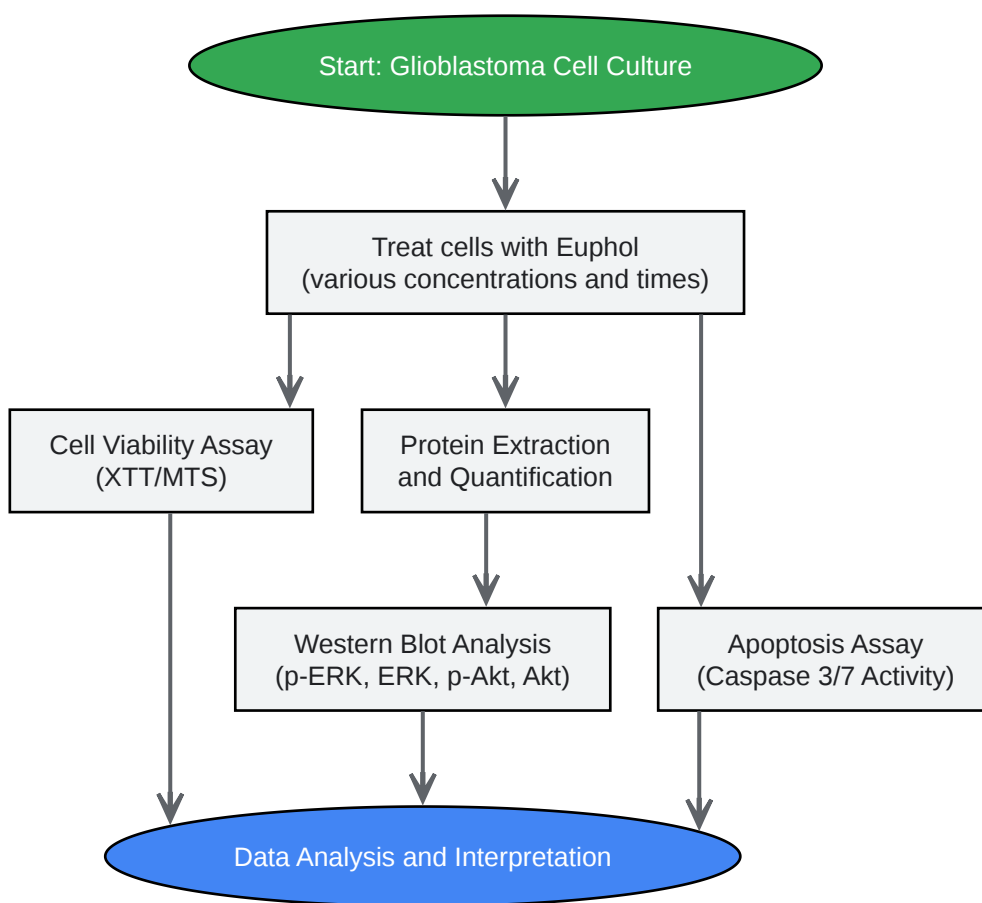 Start: Glioblastoma Cell Culture
Treat cells with Euphol
(various concentrations and times)
Cell Viability Assay
(XTT/MTS)
Protein Extraction
and Quantification
Western Blot Analysis
(p-ERK, ERK, p-Akt, Akt)
Apoptosis Assay
(Caspase 3/7 Activity)
Data Analysis and Interpretation